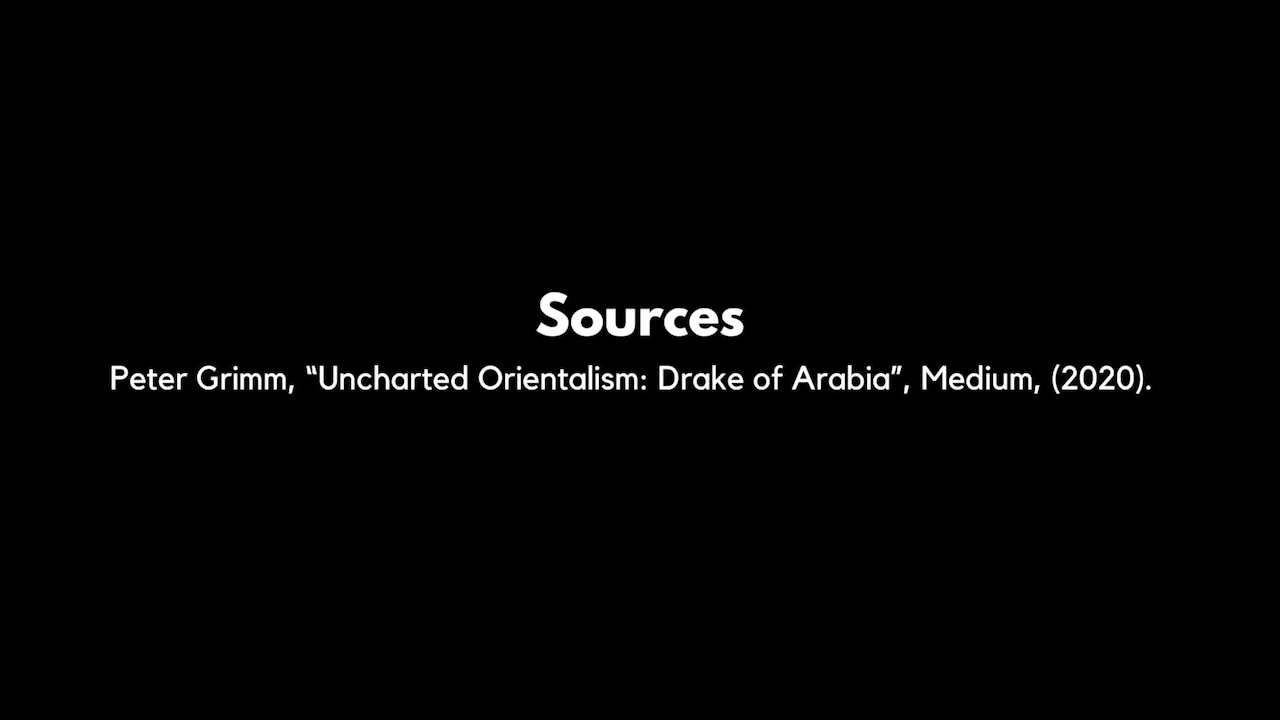 Sources
Peter Grimm, “Uncharted Orientalism: Drake of Arabia”, Medium, (2020).